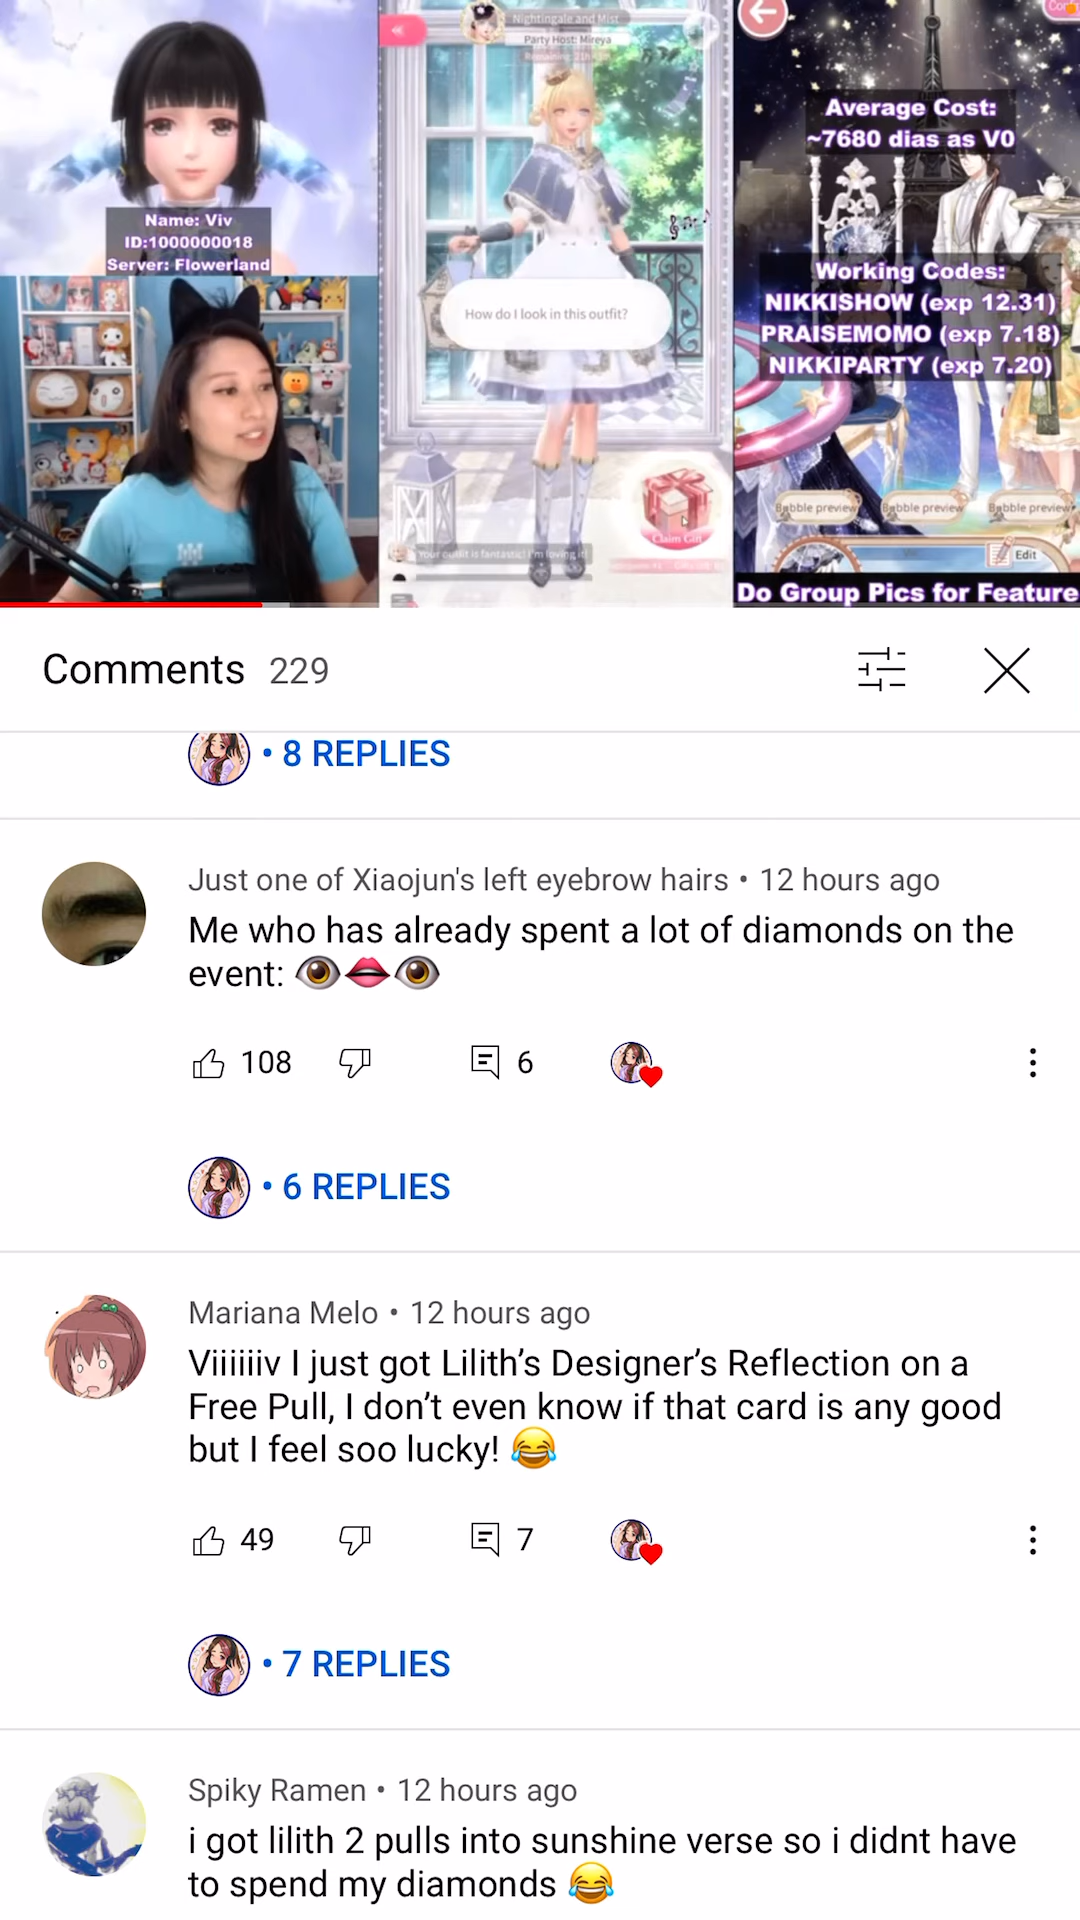 Name: Viv
ID:1000000018
Server: Flowerland
Nightingale and Mist
Party Host: Mireya
How do I look in this outfit?
Claim Gift
Your outfit is fantastic! I'm loving it!
Average Cost:
~7680 dias as V0
Working Codes:
NIKKISHOW (exp 12.31)
PRAISEMOMO (exp 7.18)
NIKKIPARTY (exp 7.20)
Bubble preview
Bubble preview
Bubble preview
Edit
Do Group Pics for Feature
Comments 229
• 8 REPLIES
Just one of Xiaojun's left eyebrow hairs • 12 hours ago
Me who has already spent a lot of diamonds on the
event: 👁👄👁
108
6
• 6 REPLIES
Mariana Melo • 12 hours ago
Viiiiiiv I just got Lilith’s Designer’s Reflection on a
Free Pull, I don’t even know if that card is any good
but I feel soo lucky! 😂
49
7
• 7 REPLIES
Spiky Ramen • 12 hours ago
i got lilith 2 pulls into sunshine verse so i didnt have
to spend my diamonds 😂